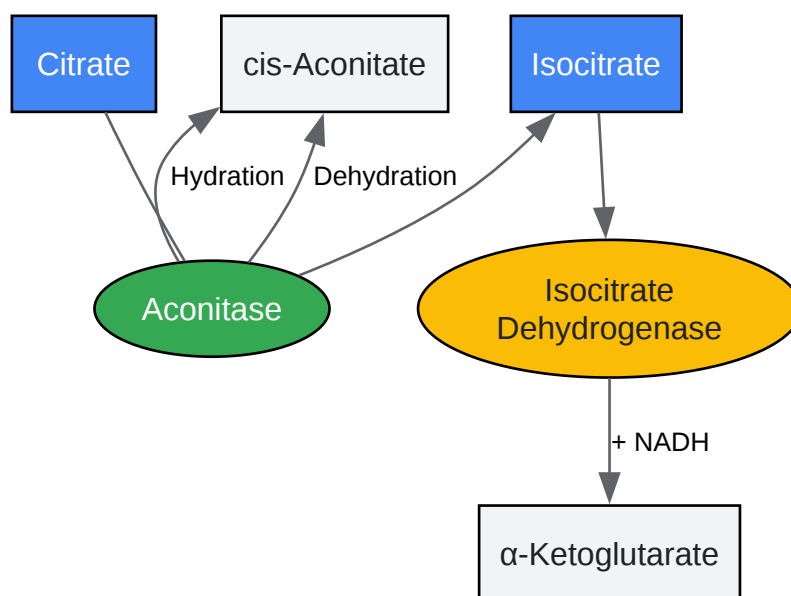 Citrate
cis-Aconitate
Isocitrate
Hydration
Dehydration
Aconitase
Isocitrate
Dehydrogenase
+ NADH
α-Ketoglutarate